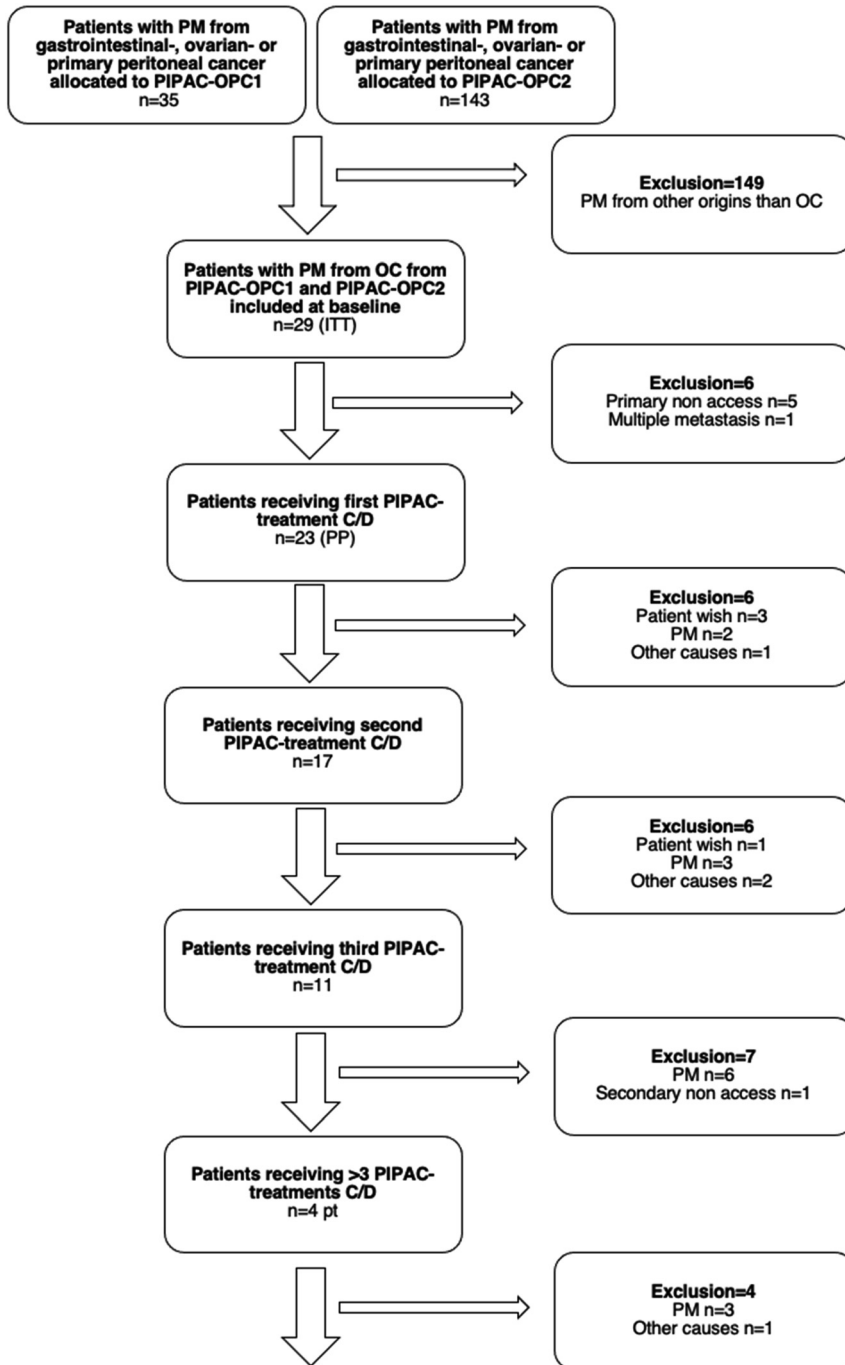 Patients with PM from
gastrointestinal-, ovarian- or
primary peritoneal cancer
allocated to PIPAC-OPC1
n=35
Patients with PM from
gastrointestinal-, ovarian- or
primary peritoneal cancer
allocated to PIPAC-OPC2
n=143
Exclusion=149
PM from other origins than OC
Patients with PM from OC from
PIPAC-OPC1 and PIPAC-OPC2
included at baseline
n=29 (ITT)
Exclusion=6
Primary non access n=5
Multiple metastasis n=1
Patients receiving first PIPAC-
treatment C/D
n=23 (PP)
Exclusion=6
Patient wish n=3
PM n=2
Other causes n=1
Patients receiving second
PIPAC-treatment C/D
n=17
Exclusion=6
Patient wish n=1
PM n=3
Other causes n=2
Patients receiving third PIPAC-
treatment C/D
n=11
Exclusion=7
PM n=6
Secondary non access n=1
Patients receiving >3 PIPAC-
treatments C/D
n=4 pt
Exclusion=4
PM n=3
Other causes n=1